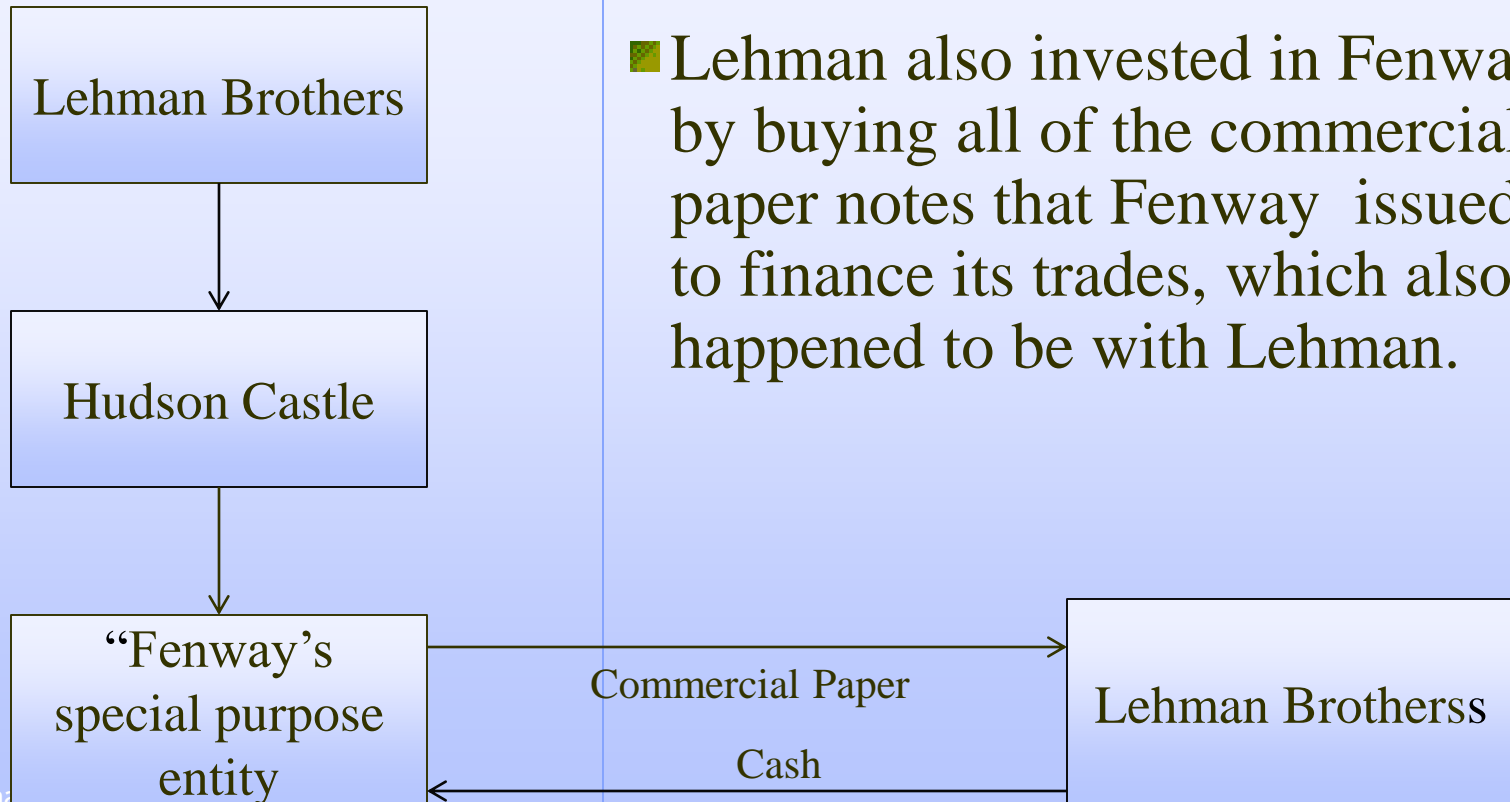 Lehman Brothers
Lehman also invested in Fenwa
by buying all of the commercial
paper notes that Fenway issued
to finance its trades, which also
happened to be with Lehman.
Hudson Castle
“Fenway’s
special purpose
entity
Commercial Paper
Cash
Lehman Brotherss